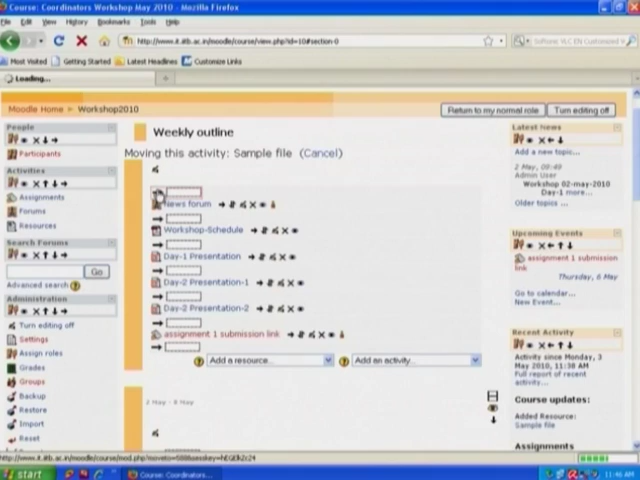 Course: Coordinators Workshop May 2010 - Mozilla Firefox
File Edit View History Bookmarks Tools Help
http://www.it.iitb.ac.in/moodle/course/view.php?id=10#section-0
Most Visited Getting Started Latest Headlines Customize Links
Loading...
Moodle Home » Workshop2010
Return to my normal role Turn editing off
People
Participants
Activities
Assignments
Forums
Resources
Search Forums
Go
Advanced search
Administration
Turn editing off
Settings
Assign roles
Grades
Groups
Backup
Restore
Import
Reset
Weekly outline
Moving this activity: Sample file (Cancel)
News forum
Workshop-Schedule
Day-1 Presentation
Day-2 Presentation-1
Day-2 Presentation-2
assignment 1 submission link
Add a resource... Add an activity...
2 May - 8 May
Latest News
Add a new topic...
2 May, 08:49
Admin User
Workshop 02-may-2010
Day-1 more...
Older topics ...
Upcoming Events
assignment 1 submission
link
Thursday, 6 May
Go to calendar...
New Event...
Recent Activity
Activity since Monday, 3
May 2010, 11:38 AM
Full report of recent
activity...
Course updates:
Added Resource:
Sample file
Assignments
start
Course: Coordinators...
11:46 AM